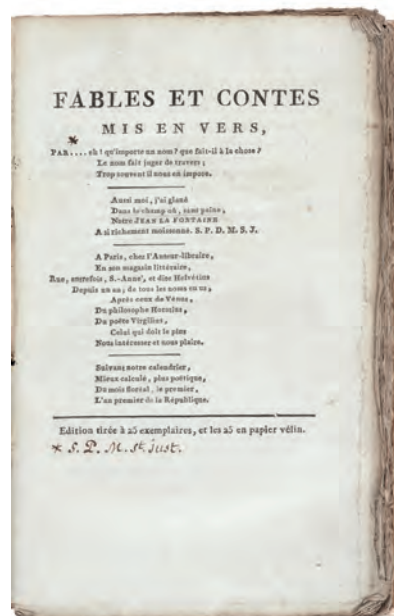 FABLES ET CONTES
MIS EN VERS,
*
PAR.... eh ! qu'importe un nom ? que fait-il à la chose ?
Le nom fait juger de travers ;
Trop souvent il nous en impose.
Aussi moi, j'ai glané
Dans le champ où, sans peine,
Notre JEAN LA FONTAINE
A si richement moissonné. S. P. D. M. S. J.
A Paris, chez l'Auteur-libraire,
En son magasin littéraire,
Rue, autrefois, S.-Anne', et dite Helvétius
Depuis un an; de tous les noms en us,
Après ceux de Vénus,
Du philosophe Horatius,
Du poète Virgilius,
Celui qui doit le plus
Nous intéresser et nous plaire.
Suivant notre calendrier,
Mieux calculé, plus poétique,
Du mois floréal, le premier,
L'an premier de la République.
Edition tirée à 25 exemplaires, et les 25 en papier vélin.
* S. P. M. st. just.